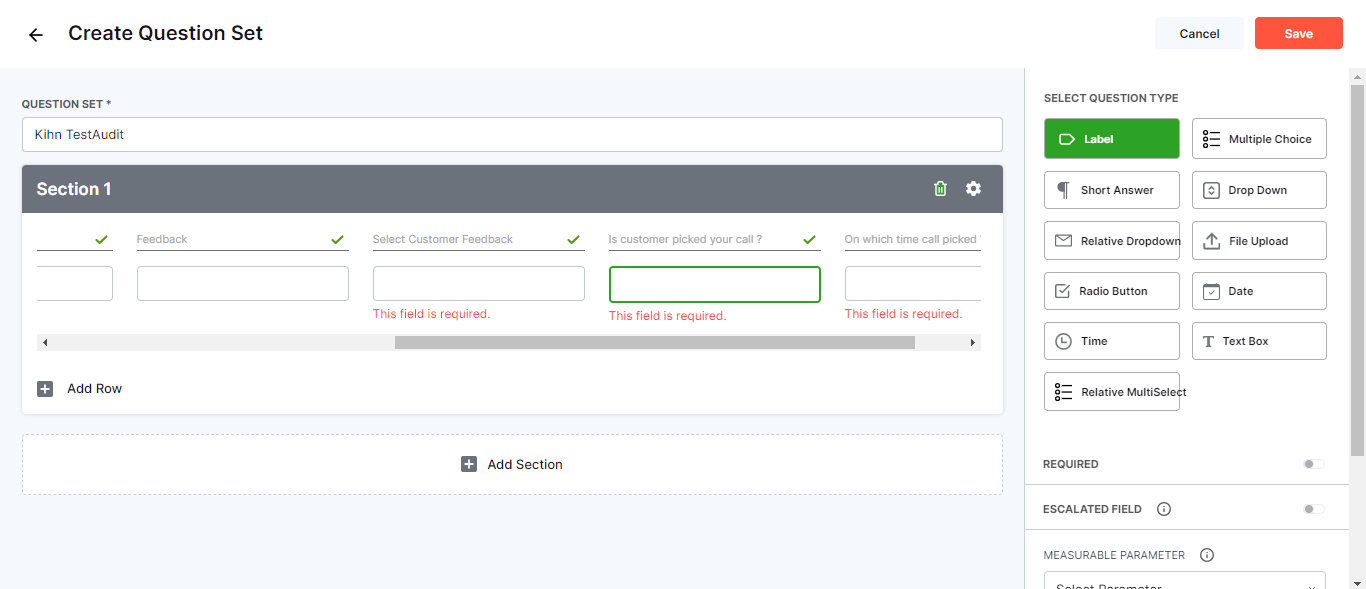 Create Question Set
Cancel
Save
QUESTION SET *
Kihn TestAudit
Section 1
Feedback
Select Customer Feedback
Is customer picked your call ?
On which time call picked
This field is required.
This field is required.
This field is required.
Add Row
Add Section
SELECT QUESTION TYPE
Label
Multiple Choice
Short Answer
Drop Down
Relative Dropdown
File Upload
Radio Button
Date
Time
Text Box
Relative MultiSelect
REQUIRED
ESCALATED FIELD
MEASURABLE PARAMETER
Select Parameter